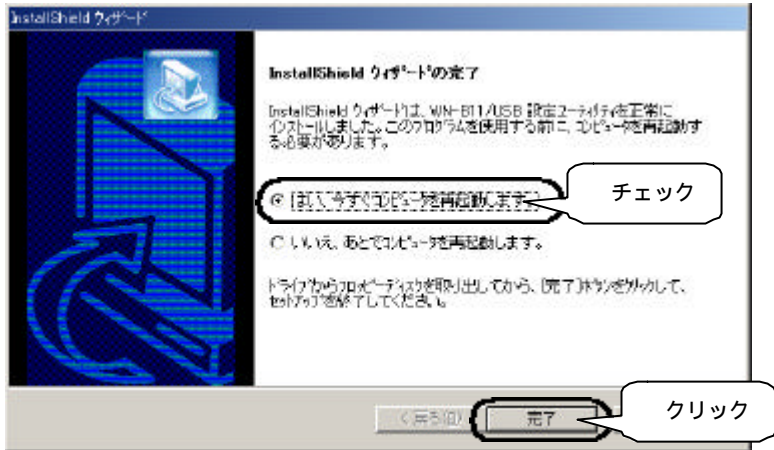 InstallShield ウィザード
InstallShield ウィザードの完了
InstallShield ウィザードは、WN-B11/USB 設定ユーティリティを正常に
インストールしました。このプログラムを使用する前に、コンピュータを再起動す
る必要があります。
はい、今すぐコンピュータを再起動します。
チェック
いいえ、あとでコンピュータを再起動します。
ドライブからフロッピーディスクを取り出してから、[完了]ボタンをクリックして、
セットアップを終了してください。
< 戻る(B)
完了
クリック